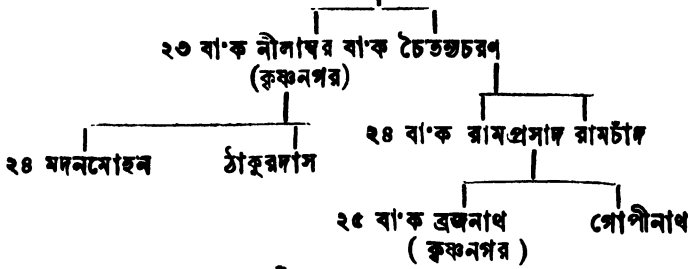 ২৩ বা'ক নীলাম্বর বা'ক চৈতন্যচরণ
(কৃষ্ণনগর)
২৪ বা'ক রামপ্রসাদ রামচাঁদ
২৪ মদনমোহন ঠাকুরদাস
২৫ বা'ক ব্রজনাথ গোপীনাথ
( কৃষ্ণনগর )